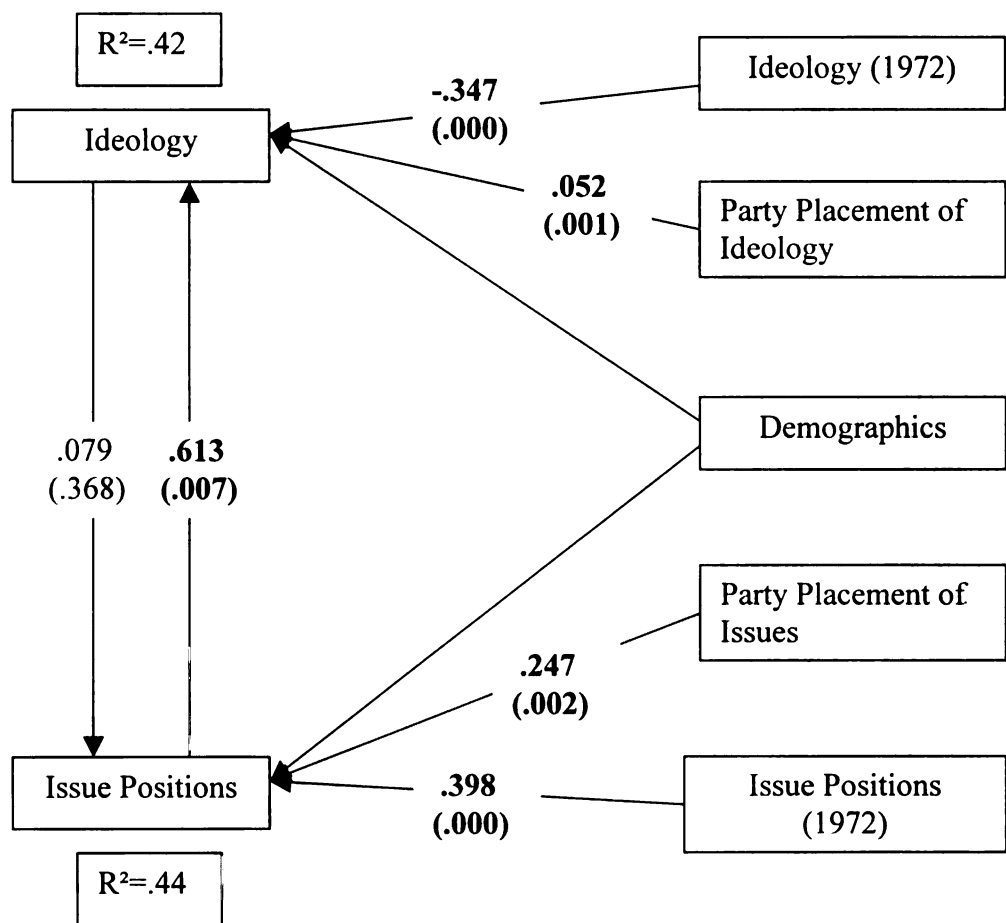 R²=.42
Ideology
Ideology (1972)
-.347
(.000)
.052
(.001)
Party Placement of
Ideology
Demographics
.079
(.368)
.613
(.007)
Party Placement of
Issues
.247
(.002)
Issue Positions
.398
(.000)
Issue Positions
(1972)
R²=.44